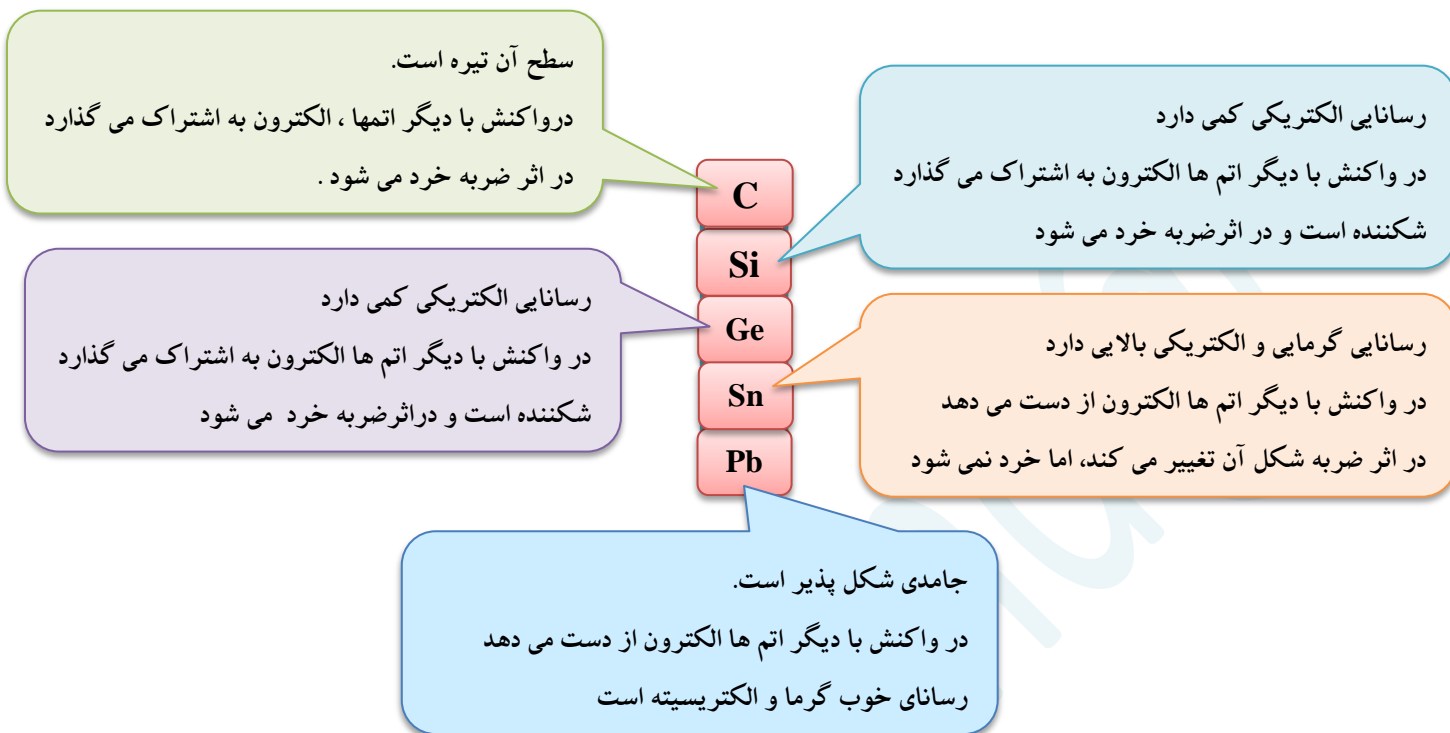 سطح آن تیره است.
درواکنش با دیگر اتمها ، الکترون به اشتراک می گذارد
در اثر ضربه خرد می شود .
رسانایی الکتریکی کمی دارد
در واکنش با دیگر اتم ها الکترون به اشتراک می گذارد
شکننده است و در اثرضربه خرد می شود
C
Si
Ge
Sn
Pb
رسانایی الکتریکی کمی دارد
در واکنش با دیگر اتم ها الکترون به اشتراک می گذارد
شکننده است و دراثرضربه خرد می شود
رسانایی گرمایی و الکتریکی بالایی دارد
در واکنش با دیگر اتم ها الکترون از دست می دهد
در اثر ضربه شکل آن تغییر می کند، اما خرد نمی شود
جامدی شکل پذیر است.
در واکنش با دیگر اتم ها الکترون از دست می دهد
رسانای خوب گرما و الکتریسیته است